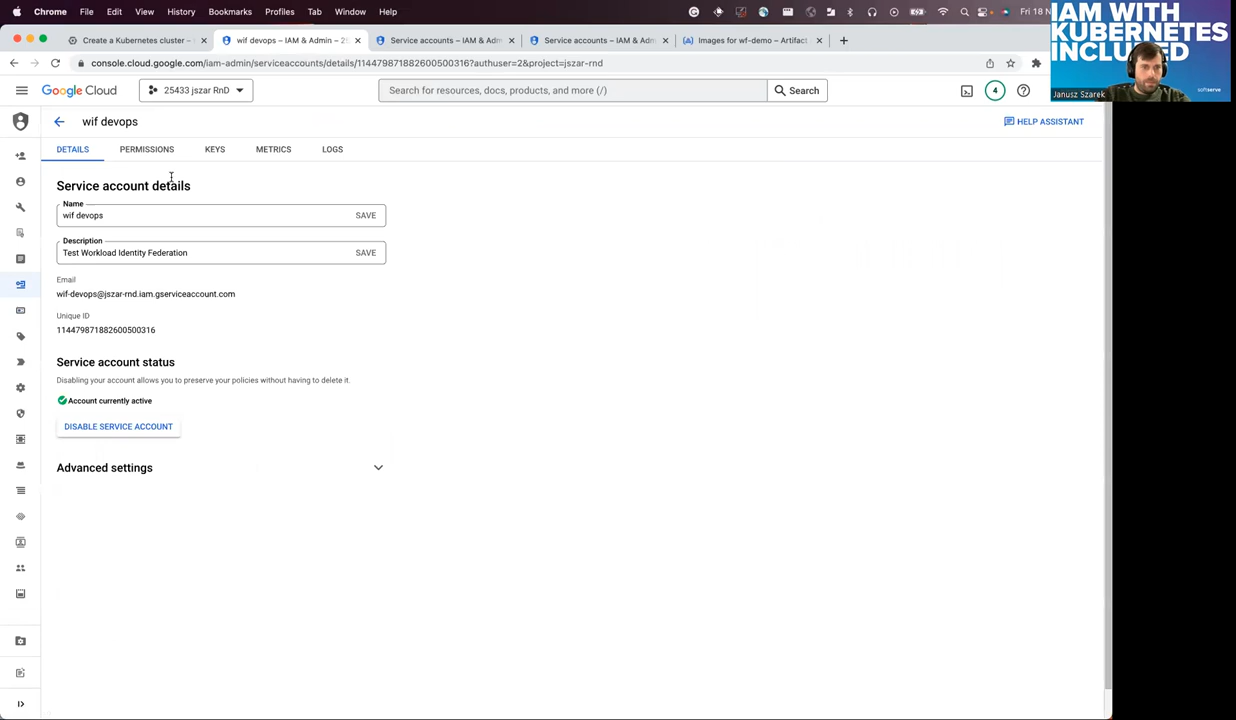 Chrome File Edit View History Bookmarks Profiles Tab Window Help Fri 18 N
Create a Kubernetes cluster –
wif devops – IAM & Admin – 2
Service accounts – IAM & Adm
Service accounts – IAM & Adm
Images for wf-demo – Artifact
console.cloud.google.com/iam-admin/serviceaccounts/details/114479871882600500316?authuser=2&project=jszar-rnd
IAM WITH
KUBERNETES
INCLUDED
Janusz Szarek
softserve
Google Cloud
25433 jszar RnD
Search for resources, docs, products, and more (/)
Search
4
wif devops
HELP ASSISTANT
DETAILS PERMISSIONS KEYS METRICS LOGS
Service account details
Name
wif devops
SAVE
Description
Test Workload Identity Federation
SAVE
Email
wif-devops@jszar-rnd.iam.gserviceaccount.com
Unique ID
114479871882600500316
Service account status
Disabling your account allows you to preserve your policies without having to delete it.
Account currently active
DISABLE SERVICE ACCOUNT
Advanced settings